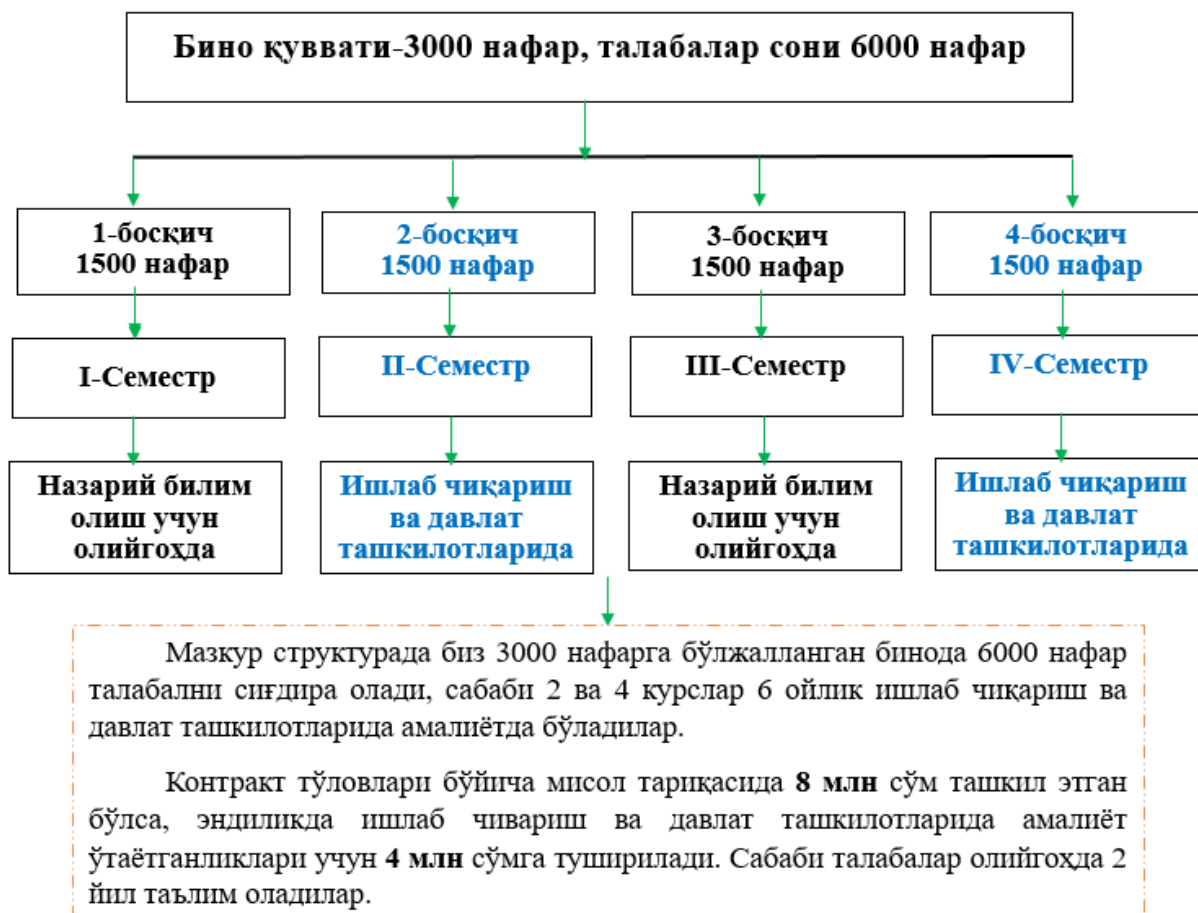 Бино қуввати-3000 нафар, талабалар сони 6000 нафар
1-босқич
1500 нафар
2-босқич
1500 нафар
3-босқич
1500 нафар
4-босқич
1500 нафар
I-Семестр
II-Семестр
III-Семестр
IV-Семестр
Назарий билим
олиш учун
олийгоҳда
Ишлаб чиқариш
ва давлат
ташкилотларида
Назарий билим
олиш учун
олийгоҳда
Ишлаб чиқариш
ва давлат
ташкилотларида
Мазкур структурада биз 3000 нафарга бўлжалланган бинода 6000 нафар
талабални сиғдира олади, сабаби 2 ва 4 курслар 6 ойлик ишлаб чиқариш ва
давлат ташкилотларида амалиётда бўладилар.
Контракт тўловлари бўйича мисол тариқасида 8 млн сўм ташкил этган
бўлса, эндиликда ишлаб чивариш ва давлат ташкилотларида амалиёт
ўтаётганликлари учун 4 млн сўмга туширилади. Сабаби талабалар олийгоҳда 2
йил таълим оладилар.